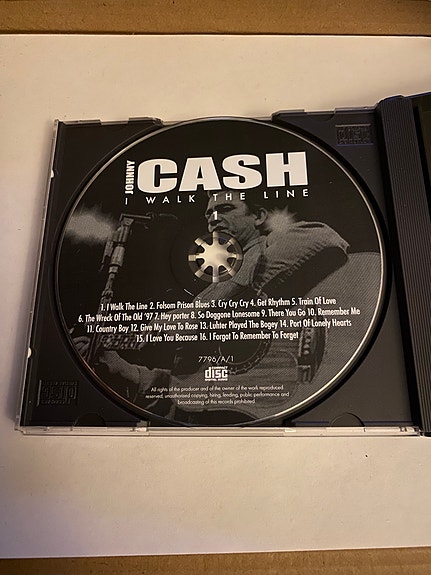 JOHNNY
CASH
I WALK THE LINE
1
1. I Walk The Line 2. Folsom Prison Blues 3. Cry Cry Cry 4. Get Rhythm 5. Train Of Love
6. The Wreck Of The Old '97 7. Hey porter 8. So Doggone Lonesome 9. There You Go 10. Remember Me
11. Country Boy 12. Give My Love To Rose 13. Luhter Played The Bogey 14. Port Of Lonely Hearts
15. I Love You Because 16. I Forgot To Remember To Forget
7796/A/1
COMPACT
disc
DIGITAL AUDIO
All rights of the producer and of the owner of the work reproduced
reserved, unauthorised copying, hiring, lending, public performance and
broadcasting of this records prohibited